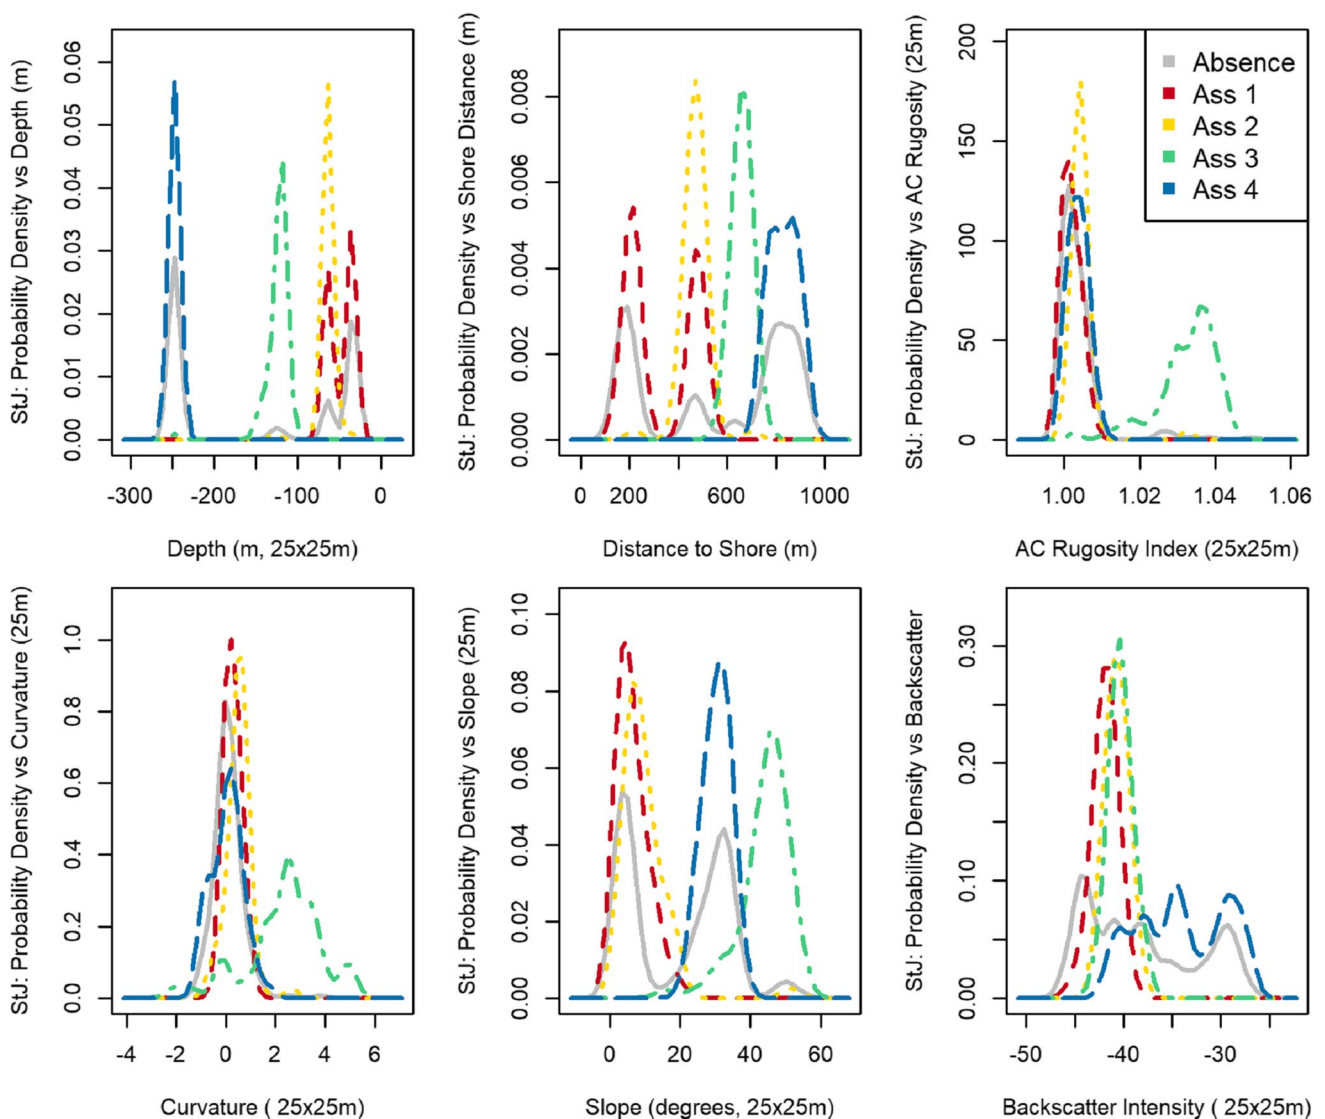 StJ: Probability Density vs Depth (m)
0.00 0.01 0.02 0.03 0.04 0.05 0.06
-300 -200 -100 0
Depth (m, 25x25m)
StJ: Probability Density vs Shore Distance (m)
0.000 0.002 0.004 0.006 0.008
0 200 600 1000
Distance to Shore (m)
StJ: Probability Density vs AC Rugosity (25m)
0 50 100 150 200
1.00 1.02 1.04 1.06
AC Rugosity Index (25x25m)
Absence
Ass 1
Ass 2
Ass 3
Ass 4
StJ: Probability Density vs Curvature (25m)
0.0 0.2 0.4 0.6 0.8 1.0
-4 -2 0 2 4 6
Curvature ( 25x25m)
StJ: Probability Density vs Slope (25m)
0.00 0.02 0.04 0.06 0.08 0.10
0 20 40 60
Slope (degrees, 25x25m)
StJ: Probability Density vs Backscatter
0.00 0.10 0.20 0.30
-50 -40 -30
Backscatter Intensity ( 25x25m)